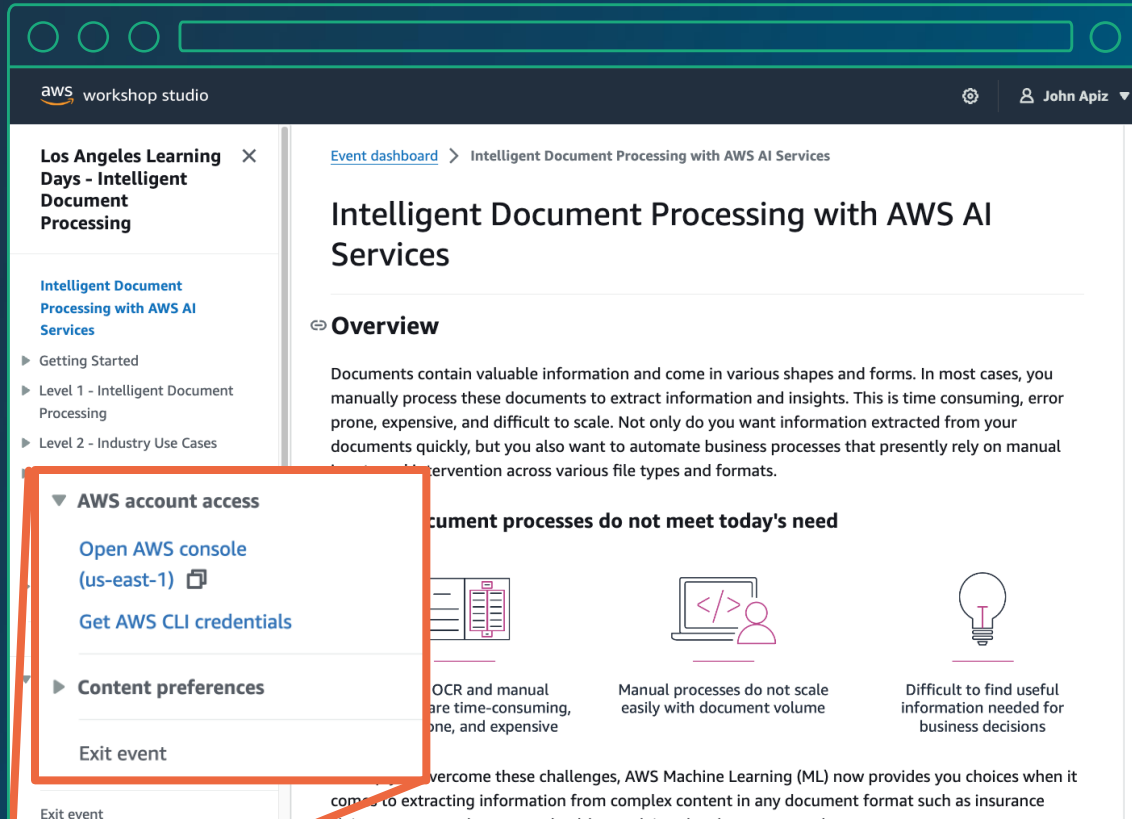 aws workshop studio
John Apiz
Los Angeles Learning
Days - Intelligent
Document
Processing
Intelligent Document
Processing with AWS AI
Services
Getting Started
Level 1 - Intelligent Document
Processing
Level 2 - Industry Use Cases
AWS account access
Open AWS console
(us-east-1)
Get AWS CLI credentials
Content preferences
Exit event
Exit event
Event dashboard > Intelligent Document Processing with AWS AI Services
Intelligent Document Processing with AWS AI
Services
Overview
Documents contain valuable information and come in various shapes and forms. In most cases, you
manually process these documents to extract information and insights. This is time consuming, error
prone, expensive, and difficult to scale. Not only do you want information extracted from your
documents quickly, but you also want to automate business processes that presently rely on manual
across various file types and formats.
processes do not meet today's need
</>
OCR and manual
are time-consuming,
and expensive
Manual processes do not scale
easily with document volume
Difficult to find useful
information needed for
business decisions
these challenges, AWS Machine Learning (ML) now provides you choices when it
to extracting information from complex content in any document format such as insurance